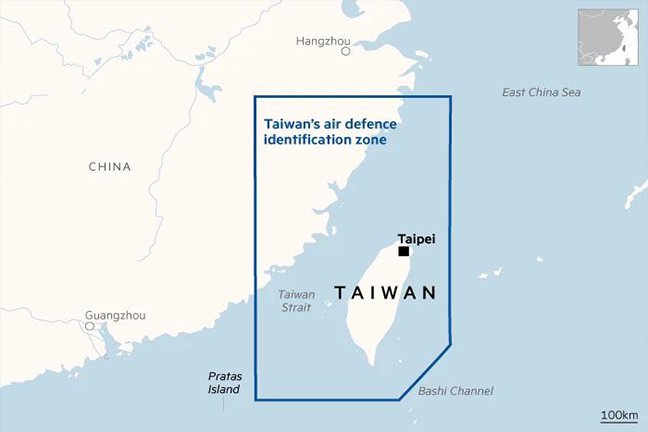 Hangzhou
East China Sea
Taiwan's air defence
identification zone
CHINA
Taipei
TAIWAN
Taiwan
Strait
Guangzhou
Pratas
Island
Bashi Channel
100km